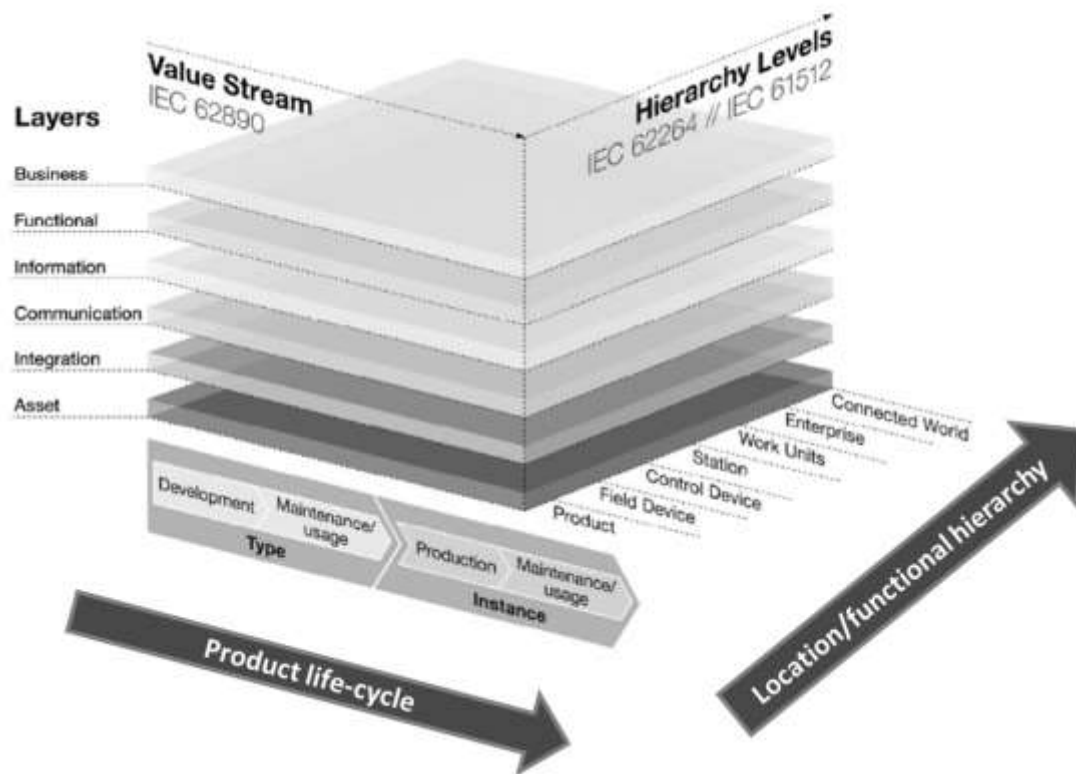 Value Stream
IEC 62890
Hierarchy Levels
IEC 62264 // IEC 61512
Layers
Business
Functional
Information
Communication
Integration
Asset
Connected World
Enterprise
Work Units
Station
Control Device
Field Device
Product
Development
Maintenance/
usage
Type
Production
Maintenance/
usage
Instance
Product life-cycle
Location/functional hierarchy